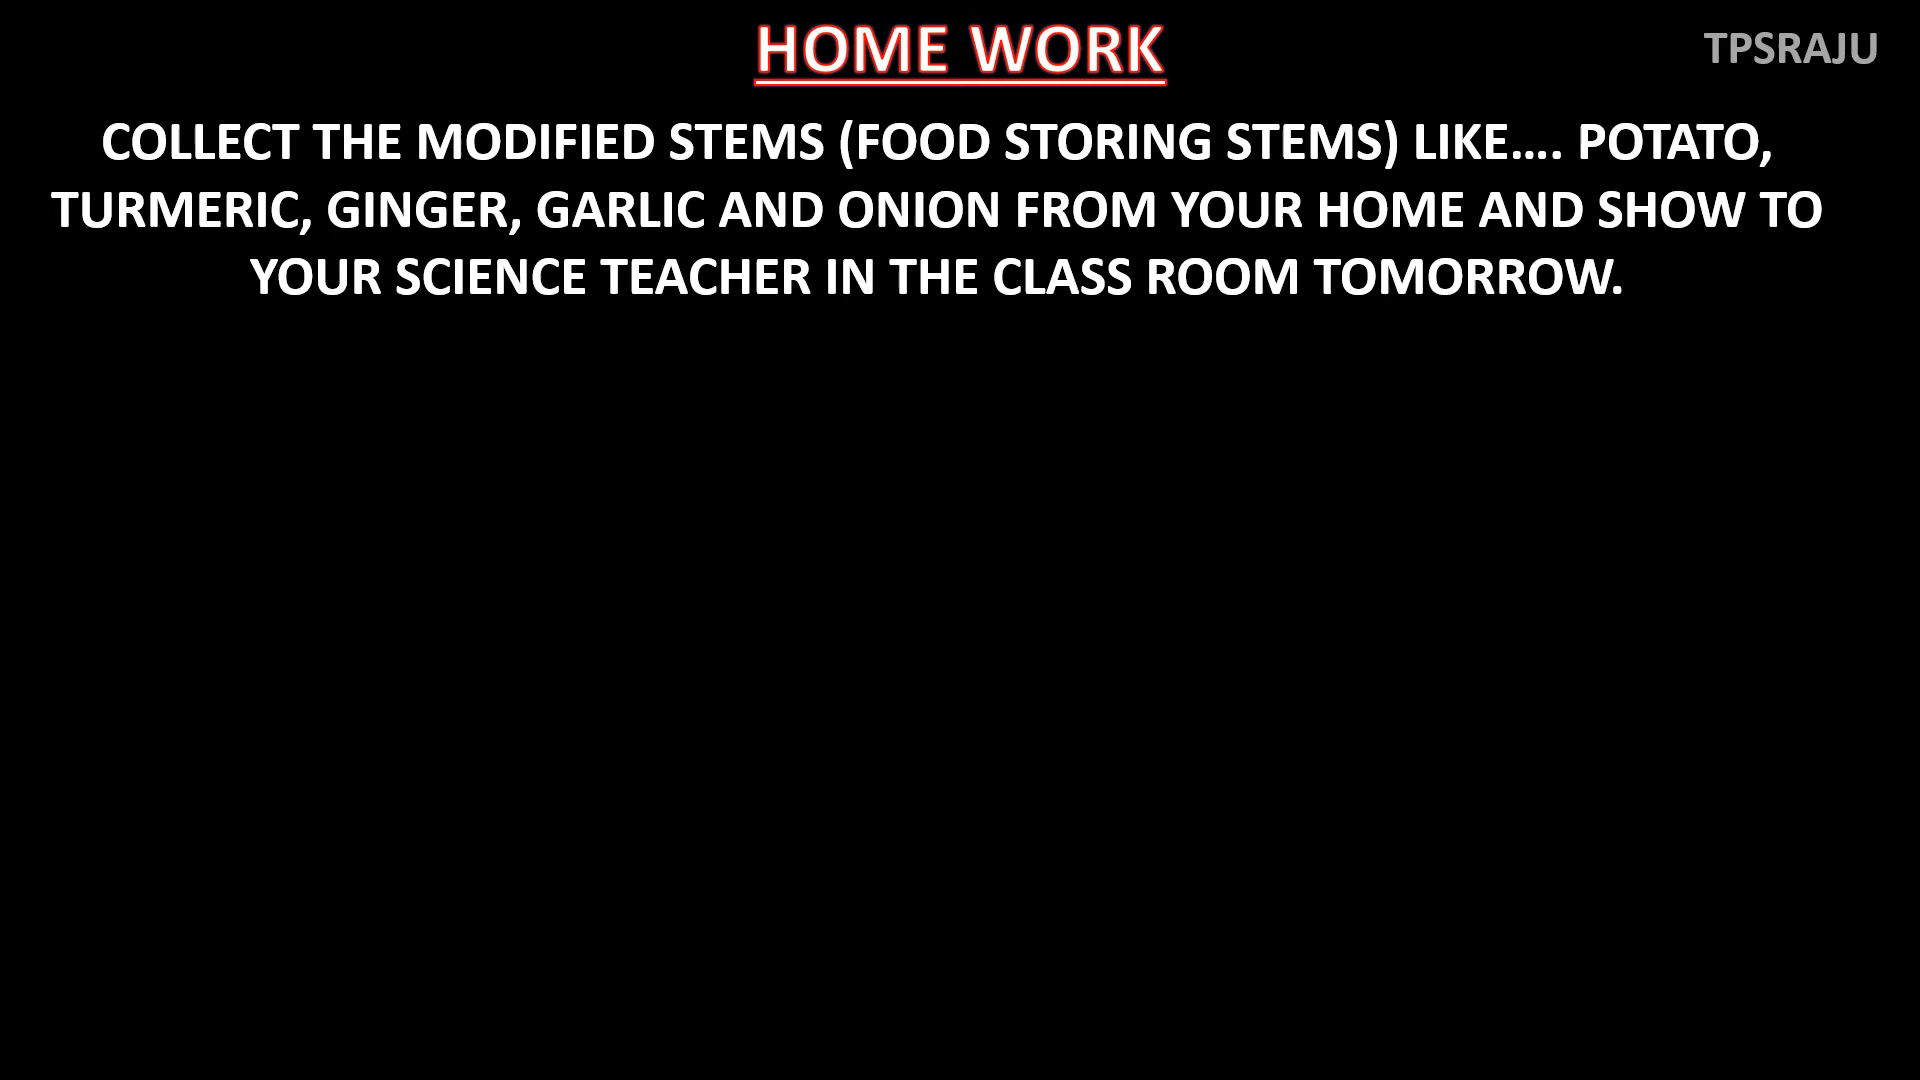 HOME WORK
TPSRAJU
COLLECT THE MODIFIED STEMS (FOOD STORING STEMS) LIKE…. POTATO,
TURMERIC, GINGER, GARLIC AND ONION FROM YOUR HOME AND SHOW TO
YOUR SCIENCE TEACHER IN THE CLASS ROOM TOMORROW.